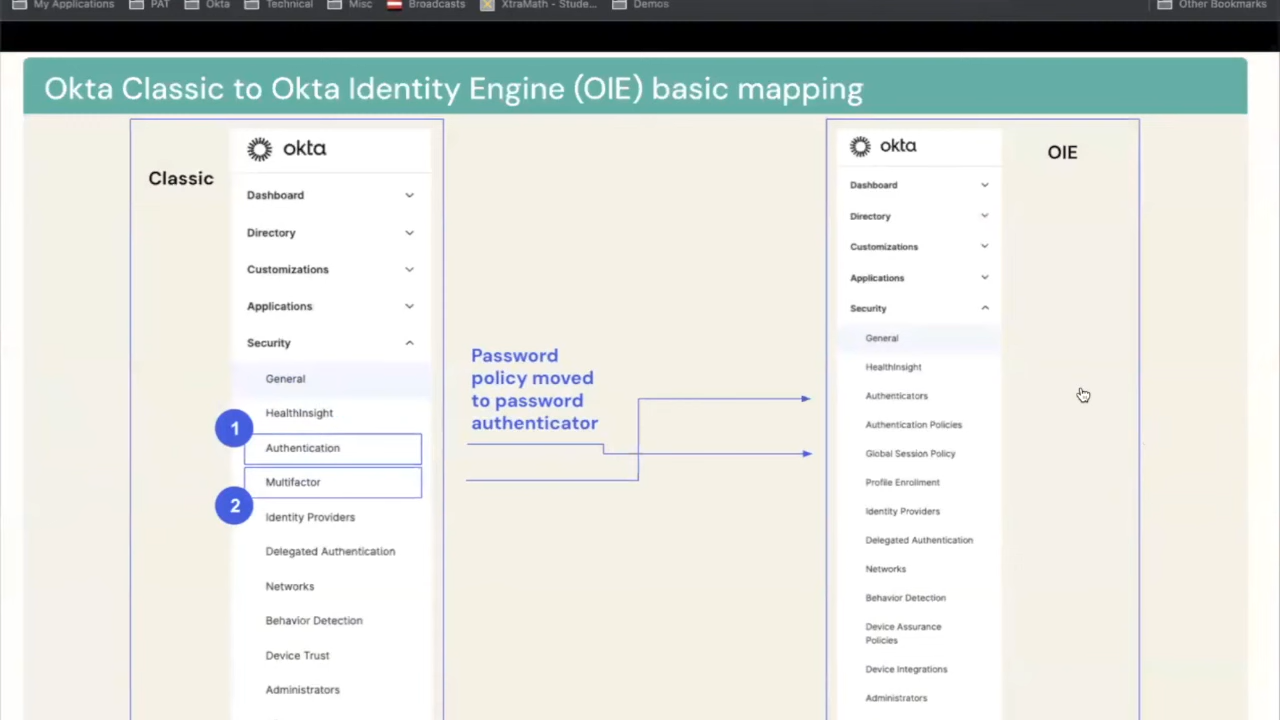 My Applications PAT Okta Technical Misc Broadcasts XtraMath - Stude... Demos Other Bookmarks
Okta Classic to Okta Identity Engine (OIE) basic mapping
Classic
okta
Dashboard
Directory
Customizations
Applications
Security
General
HealthInsight
1
Authentication
Multifactor
2
Identity Providers
Delegated Authentication
Networks
Behavior Detection
Device Trust
Administrators
Password
policy moved
to password
authenticator
okta
OIE
Dashboard
Directory
Customizations
Applications
Security
General
HealthInsight
Authenticators
Authentication Policies
Global Session Policy
Profile Enrollment
Identity Providers
Delegated Authentication
Networks
Behavior Detection
Device Assurance
Policies
Device Integrations
Administrators